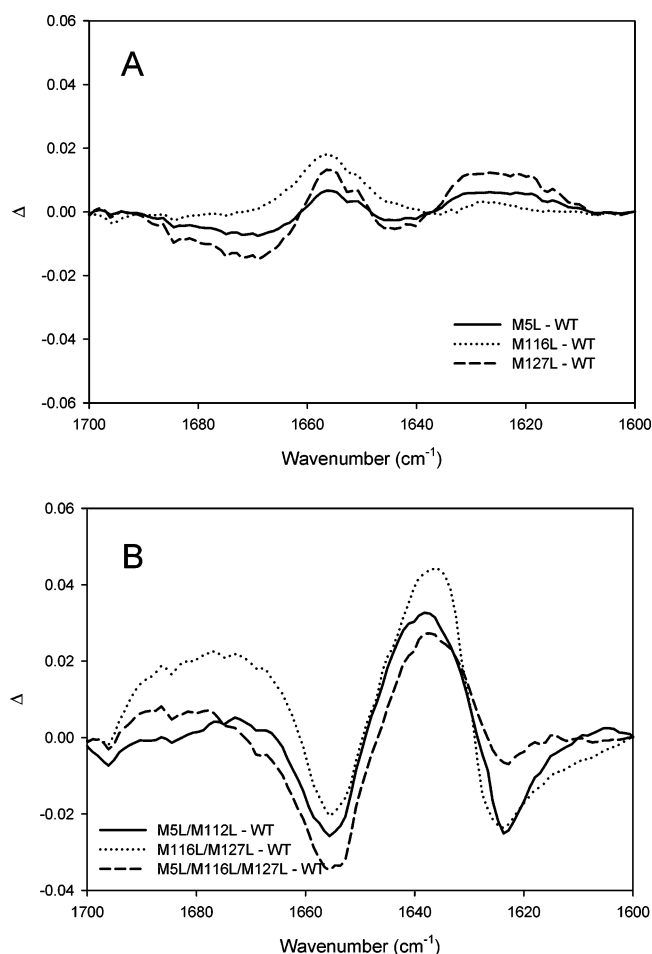 A
0.06
0.04
0.02
0.00
-0.02
-0.04
-0.06
Δ
M5L - WT
M116L - WT
M127L - WT
1700 1680 1660 1640 1620 1600
Wavenumber (cm-1)
B
0.06
0.04
0.02
0.00
-0.02
-0.04
Δ
M5L/M112L - WT
M116L/M127L - WT
M5L/M116L/M127L - WT
1700 1680 1660 1640 1620 1600
Wavenumber (cm-1)